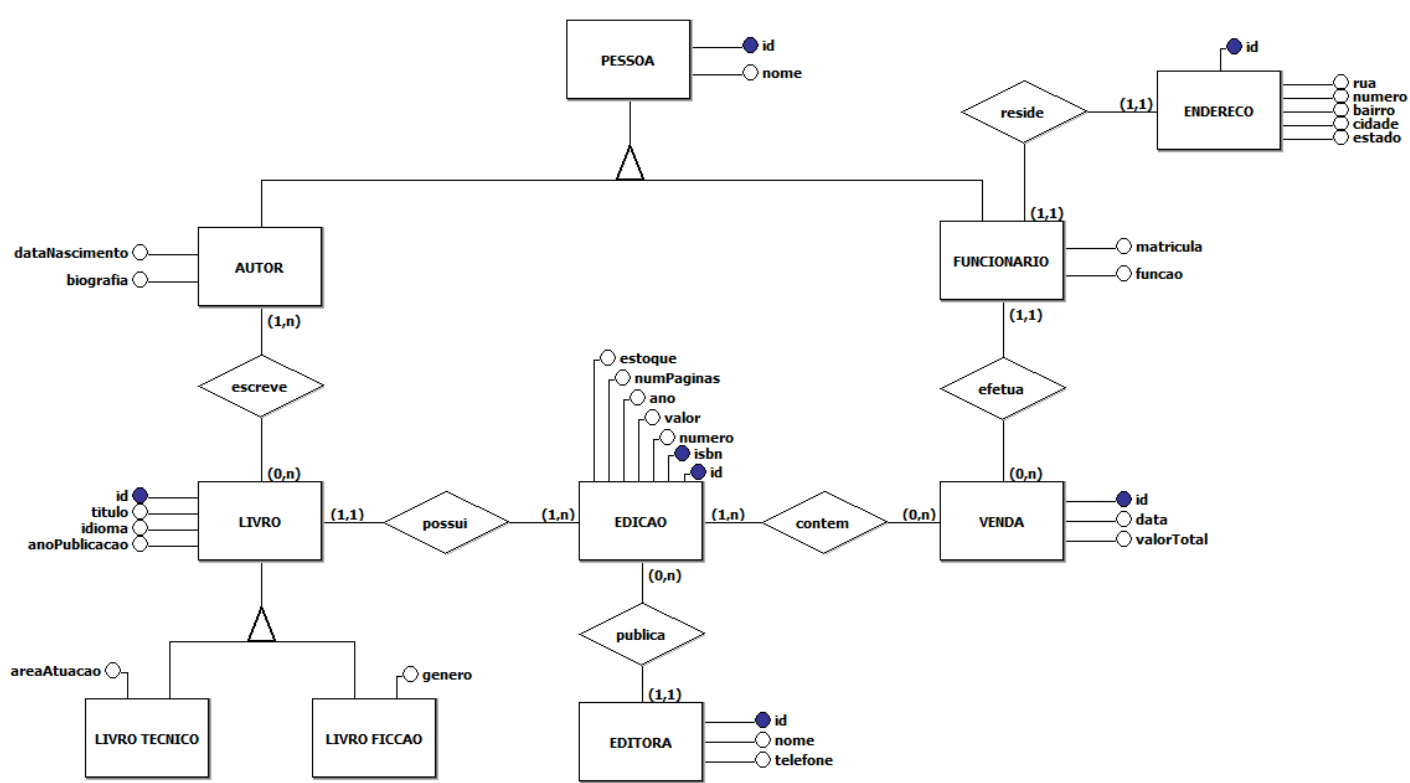 PESSOA
id
nome
reside
(1,1)
(1,1)
id
ENDERECO
rua
numero
bairro
cidade
estado
dataNascimento
biografia
AUTOR
(1,n)
FUNCIONARIO
matricula
funcao
(1,1)
escreve
(0,n)
estoque
numPaginas
ano
valor
numero
isbn
id
efetua
(0,n)
id
titulo
idioma
anoPublicacao
LIVRO
(1,1)
possui
(1,n)
EDICAO
(1,n)
contem
(0,n)
VENDA
id
data
valorTotal
(0,n)
publica
(1,1)
areaAtuacao
LIVRO TECNICO
genero
LIVRO FICCAO
EDITORA
id
nome
telefone